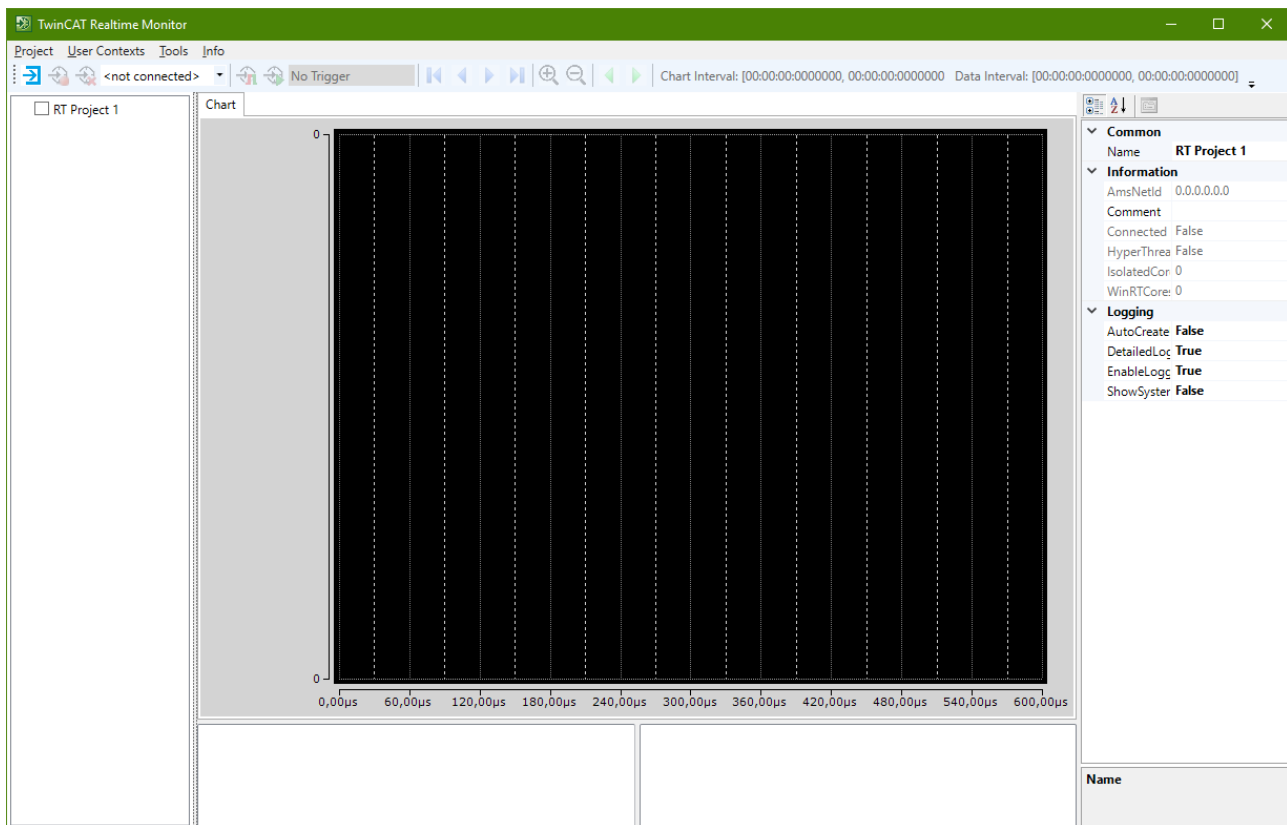 TwinCAT Realtime Monitor
Project User Contexts Tools Info
<not connected> No Trigger Chart Interval: [00:00:00:0000000, 00:00:00:0000000 Data Interval: [00:00:00:0000000, 00:00:00:0000000]
RT Project 1
Chart
0
0
0,00µs 60,00µs 120,00µs 180,00µs 240,00µs 300,00µs 360,00µs 420,00µs 480,00µs 540,00µs 600,00µs
Common
Name RT Project 1
Information
AmsNetId 0.0.0.0.0.0
Comment
Connected False
HyperThrea False
IsolatedCor 0
WinRTCores 0
Logging
AutoCreate False
DetailedLog True
EnableLogg True
ShowSyster False
Name